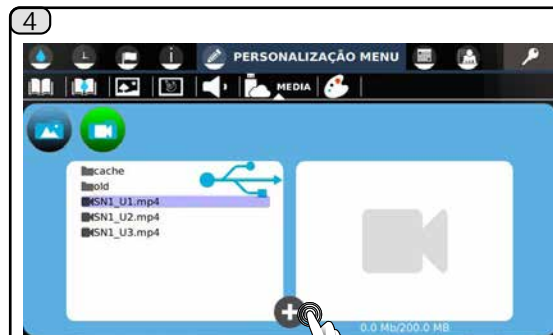 4
PERSONALIZAÇÃO MENU
MEDIA
cache
old
SN1_U1.mp4
SN1_U2.mp4
SN1_U3.mp4
0.0 Mb/200.0 MB